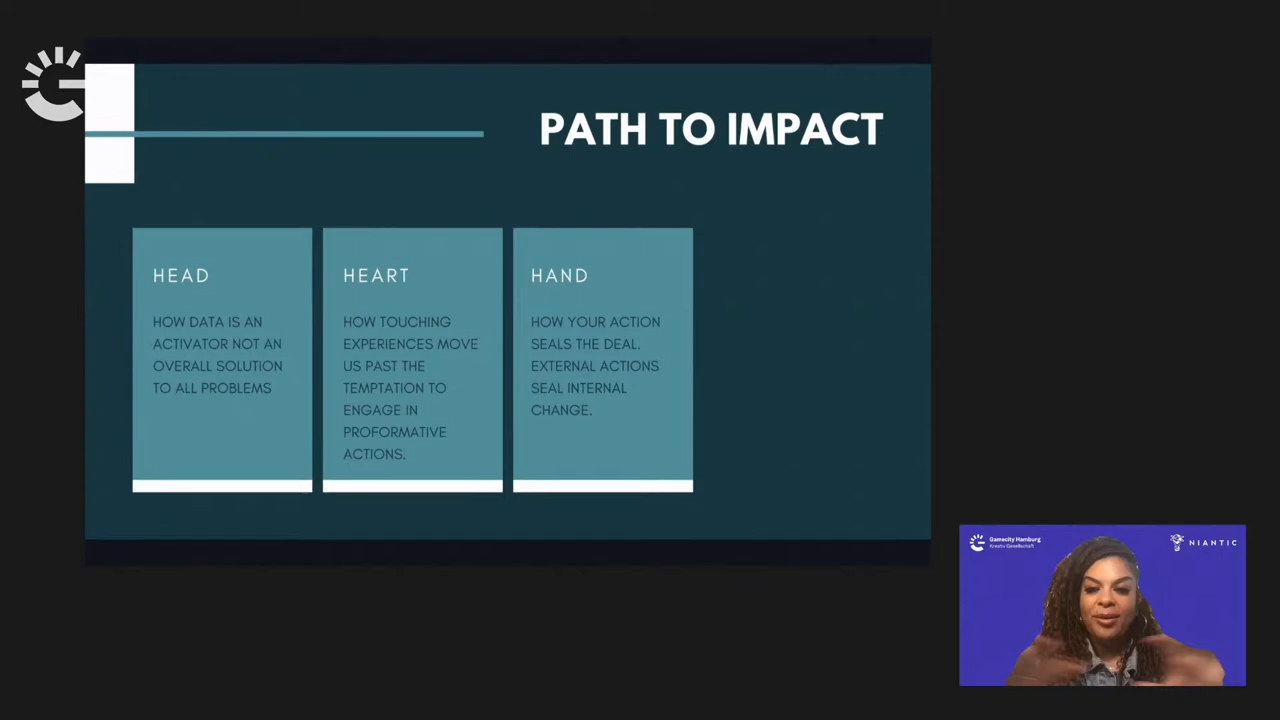 PATH TO IMPACT
HEAD
HOW DATA IS AN
ACTIVATOR NOT AN
OVERALL SOLUTION
TO ALL PROBLEMS
HEART
HOW TOUCHING
EXPERIENCES MOVE
US PAST THE
TEMPTATION TO
ENGAGE IN
PROFORMATIVE
ACTIONS.
HAND
HOW YOUR ACTION
SEALS THE DEAL.
EXTERNAL ACTIONS
SEAL INTERNAL
CHANGE.
Gamecity Hamburg
Kreativ Gesellschaft
NIANTIC